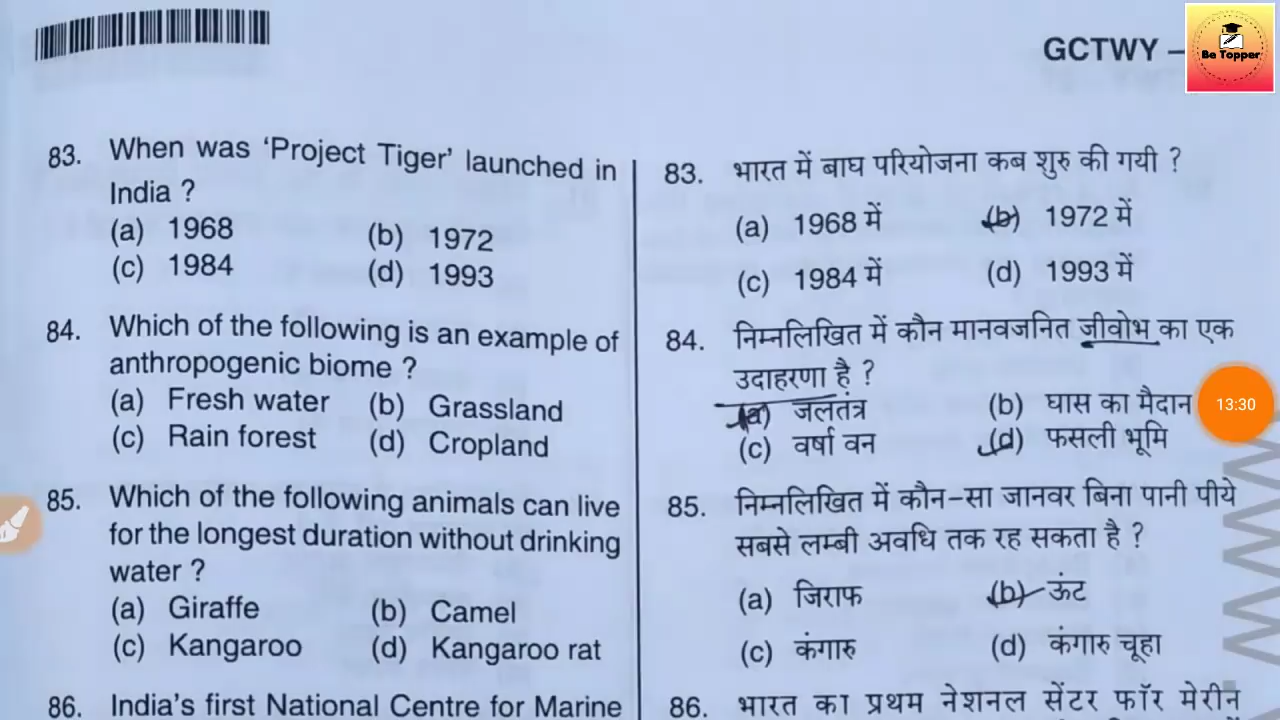 GCTWY –
Be Topper
83. When was ‘Project Tiger’ launched in
India ?
(a) 1968 (b) 1972
(c) 1984 (d) 1993
84. Which of the following is an example of
anthropogenic biome ?
(a) Fresh water (b) Grassland
(c) Rain forest (d) Cropland
85. Which of the following animals can live
for the longest duration without drinking
water ?
(a) Giraffe (b) Camel
(c) Kangaroo (d) Kangaroo rat
86. India’s first National Centre for Marine
83. भारत में बाघ परियोजना कब शुरु की गयी ?
(a) 1968 में (b) 1972 में
(c) 1984 में (d) 1993 में
84. निम्नलिखित में कौन मानवजनित जीवोभ का एक
उदाहरणा है ?
(a) जलतंत्र (b) घास का मैदान
(c) वर्षा वन (d) फसली भूमि
13:30
85. निम्नलिखित में कौन-सा जानवर बिना पानी पीये
सबसे लम्बी अवधि तक रह सकता है ?
(a) जिराफ (b) ऊंट
(c) कंगारु (d) कंगारु चूहा
86. भारत का प्रथम नेशनल सेंटर फॉर मेरीन